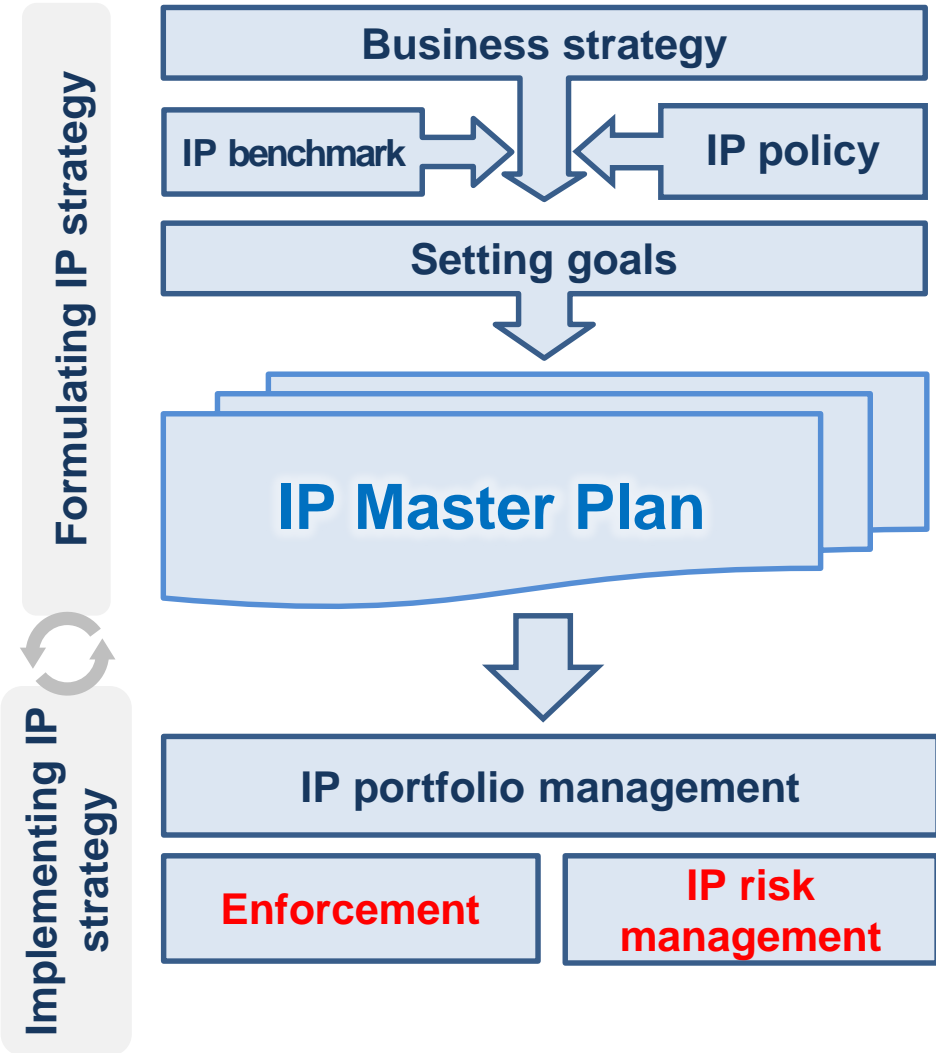 Formulating IP strategy
Business strategy
IP benchmark
IP policy
Setting goals
IP Master Plan
Implementing IP
strategy
IP portfolio management
Enforcement
IP risk
management